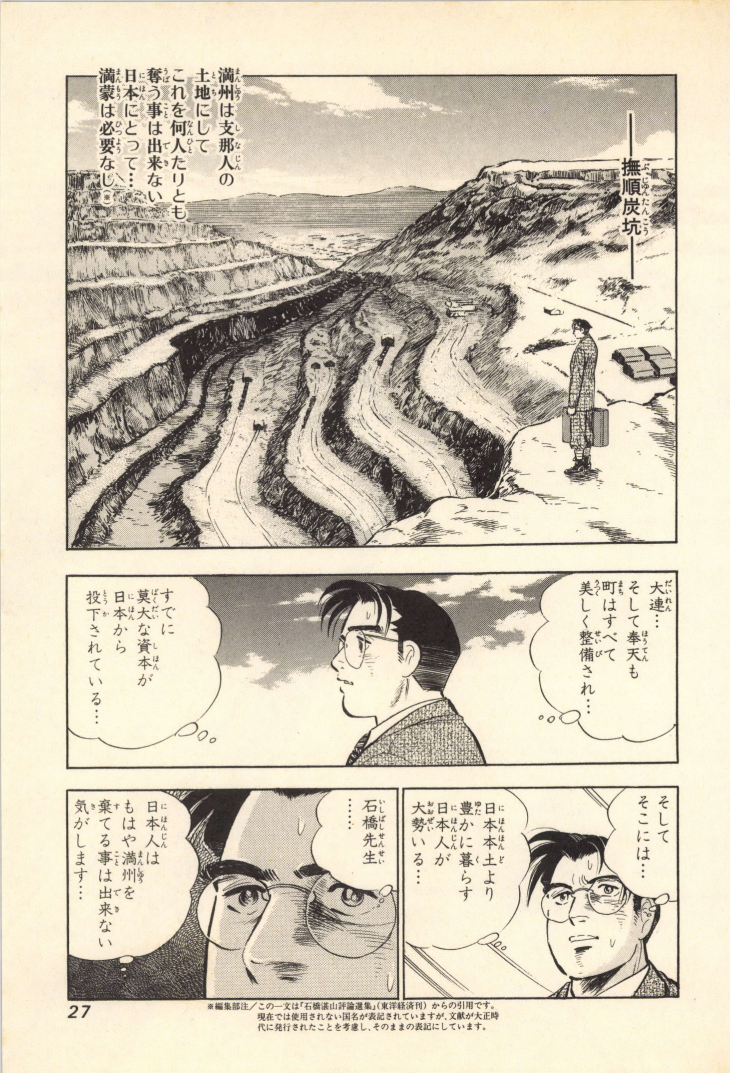 ――撫順炭坑――
満州は支那人の
土地にして
これを何人たりとも
奪う事は出来ない
日本にとって…
満蒙は必要なし(※)
大連…
そして奉天も
町はすべて
美しく整備され…
すでに
莫大な資本が
日本から
投下されている…
そして
そこには…
日本本土より
豊かに暮らす
日本人が
大勢いる…
石橋先生
……
日本人は
もはや満州を
棄てる事は出来ない
気がします…
※編集部注／この一文は『石橋湛山評論選集』(東洋経済刊)からの引用です。
現在では使用されない国名が表記されていますが、文献が大正時
代に発行されたことを考慮し、そのままの表記にしています。
27